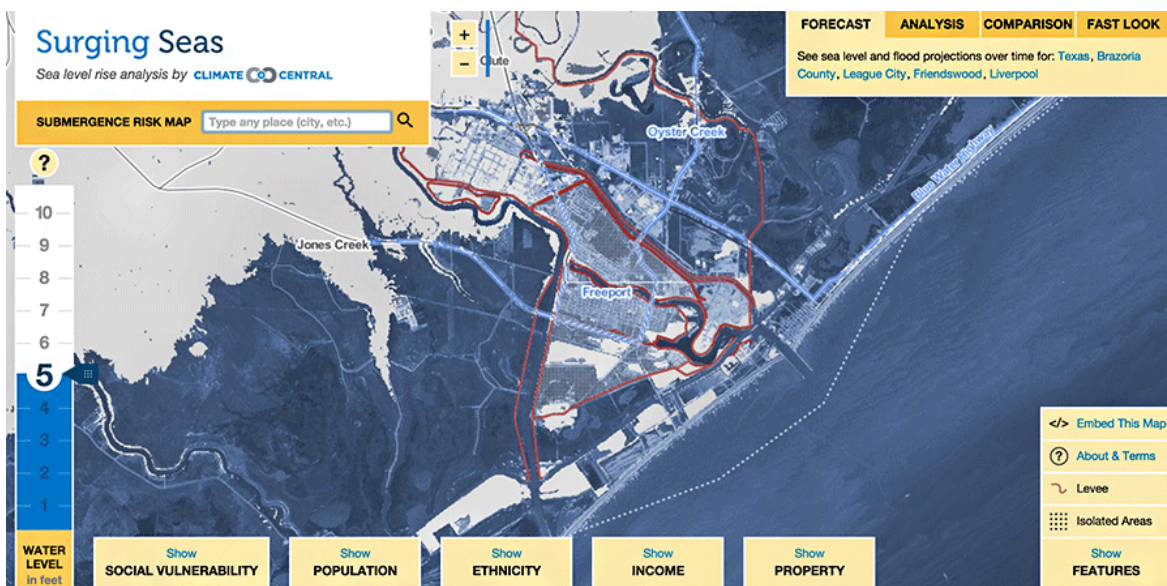 Surging Seas
Sea level rise analysis by CLIMATE CENTRAL
SUBMERGENCE RISK MAP
Type any place (city, etc.)
?
+
−
FORECAST
ANALYSIS
COMPARISON
FAST LOOK
See sea level and flood projections over time for: Texas, Brazoria
County, League City, Friendswood, Liverpool
Oyster Creek
Blue Water Highway
Jones Creek
Freeport
10
9
8
7
6
5
4
3
2
1
WATER
LEVEL
in feet
Show
SOCIAL VULNERABILITY
Show
POPULATION
Show
ETHNICITY
Show
INCOME
Show
PROPERTY
</> Embed This Map
? About & Terms
Levee
Isolated Areas
Show
FEATURES